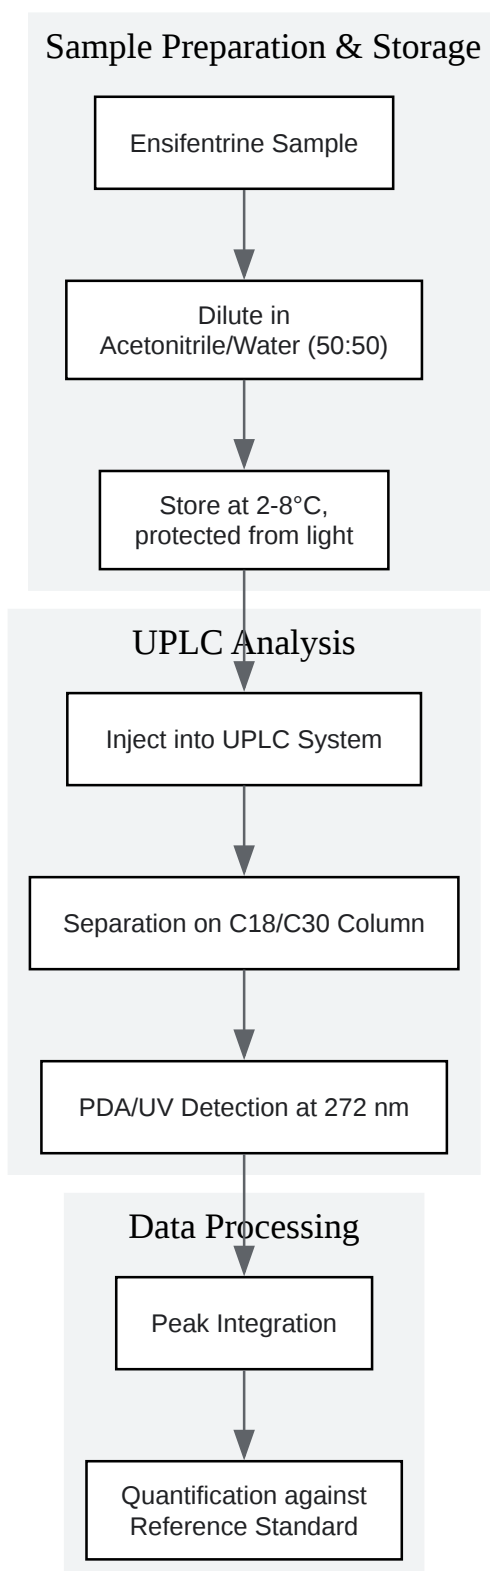 Sample Preparation & Storage
Ensifentrine Sample
Dilute in
Acetonitrile/Water (50:50)
Store at 2-8°C,
protected from light
UPLC Analysis
Inject into UPLC System
Separation on C18/C30 Column
PDA/UV Detection at 272 nm
Data Processing
Peak Integration
Quantification against
Reference Standard